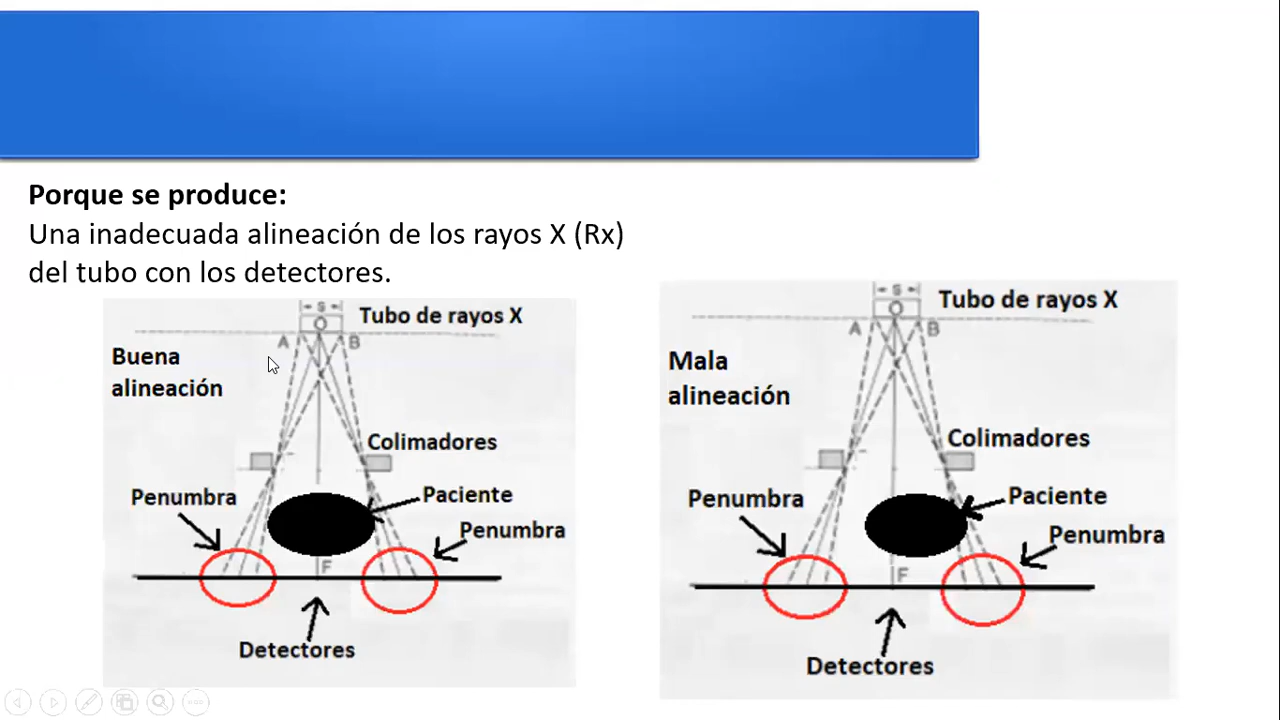 Porque se produce:
Una inadecuada alineación de los rayos X (Rx)
del tubo con los detectores.
s
Tubo de rayos X
O
A
B
Buena
alineación
Colimadores
Penumbra
Paciente
Penumbra
F
Detectores
s
Tubo de rayos X
O
A
B
Mala
alineación
Colimadores
Penumbra
Paciente
Penumbra
F
Detectores